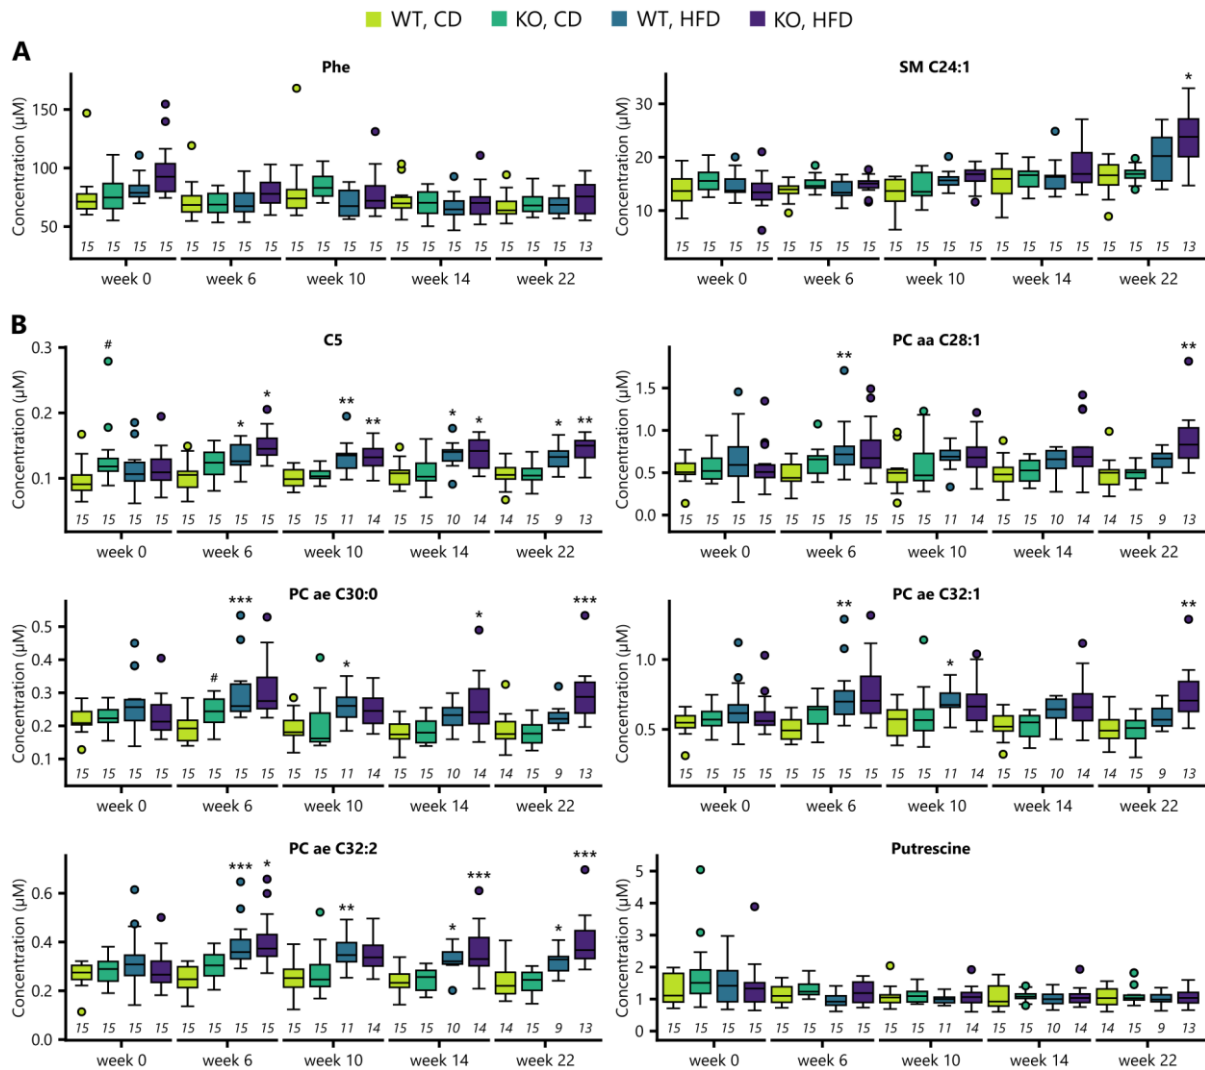 WT, CD KO, CD WT, HFD KO, HFD
A
Phe
Concentration (µM)
150
100
50
15 15 15 15 15 15 15 15 15 15 15 15 15 15 15 15 15 15 15 13
week 0 week 6 week 10 week 14 week 22
SM C24:1
Concentration (µM)
30
20
10
*
15 15 15 15 15 15 15 15 15 15 15 15 15 15 15 15 15 15 15 13
week 0 week 6 week 10 week 14 week 22
B
C5
Concentration (µM)
0.3
0.2
0.1
# * * ** ** * * * **
15 15 15 15 15 15 15 15 15 15 11 14 15 15 10 14 15 15 9 13
week 0 week 6 week 10 week 14 week 22
PC aa C28:1
Concentration (µM)
1.5
1.0
0.5
0.0
** **
15 15 15 15 15 15 15 15 15 15 11 14 15 15 10 14 15 15 9 13
week 0 week 6 week 10 week 14 week 22
PC ae C30:0
Concentration (µM)
0.5
0.4
0.3
0.2
0.1
# *** * * ***
15 15 15 15 15 15 15 15 15 15 11 14 15 15 10 14 15 15 9 13
week 0 week 6 week 10 week 14 week 22
PC ae C32:1
Concentration (µM)
1.0
0.5
** * **
15 15 15 15 15 15 15 15 15 15 11 14 15 15 10 14 15 15 9 13
week 0 week 6 week 10 week 14 week 22
PC ae C32:2
Concentration (µM)
0.6
0.4
0.2
0.0
*** * ** * *** * ***
15 15 15 15 15 15 15 15 15 15 11 14 15 15 10 14 15 15 9 13
week 0 week 6 week 10 week 14 week 22
Putrescine
Concentration (µM)
5
4
3
2
1
0
15 15 15 15 15 15 15 15 15 15 11 14 15 15 10 14 15 15 9 13
week 0 week 6 week 10 week 14 week 22